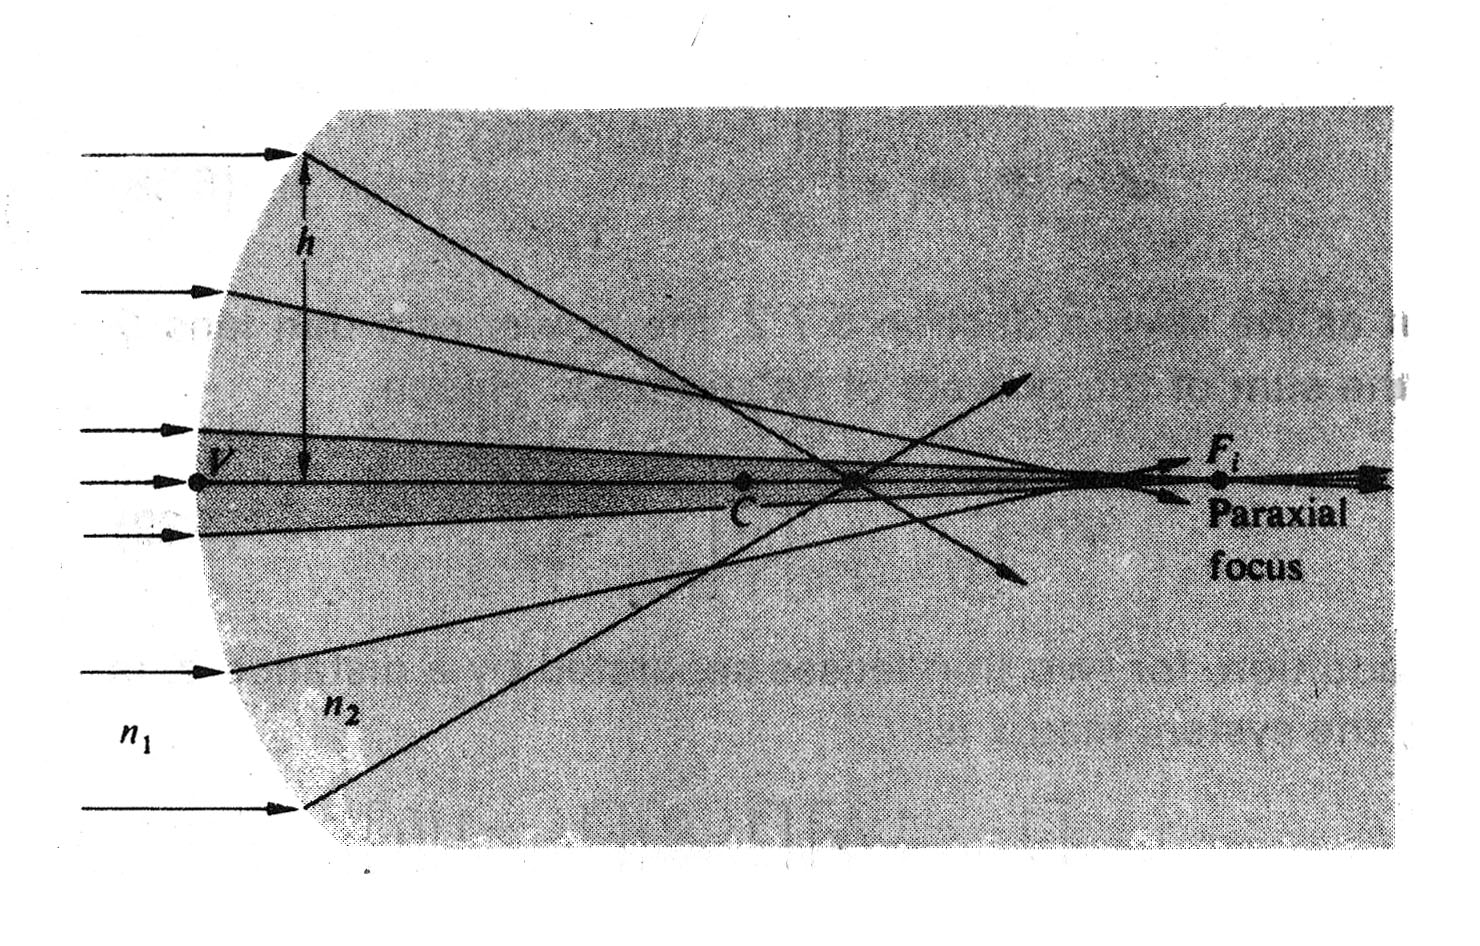 h
V
F_i
C
Paraxial
focus
n_2
n_1